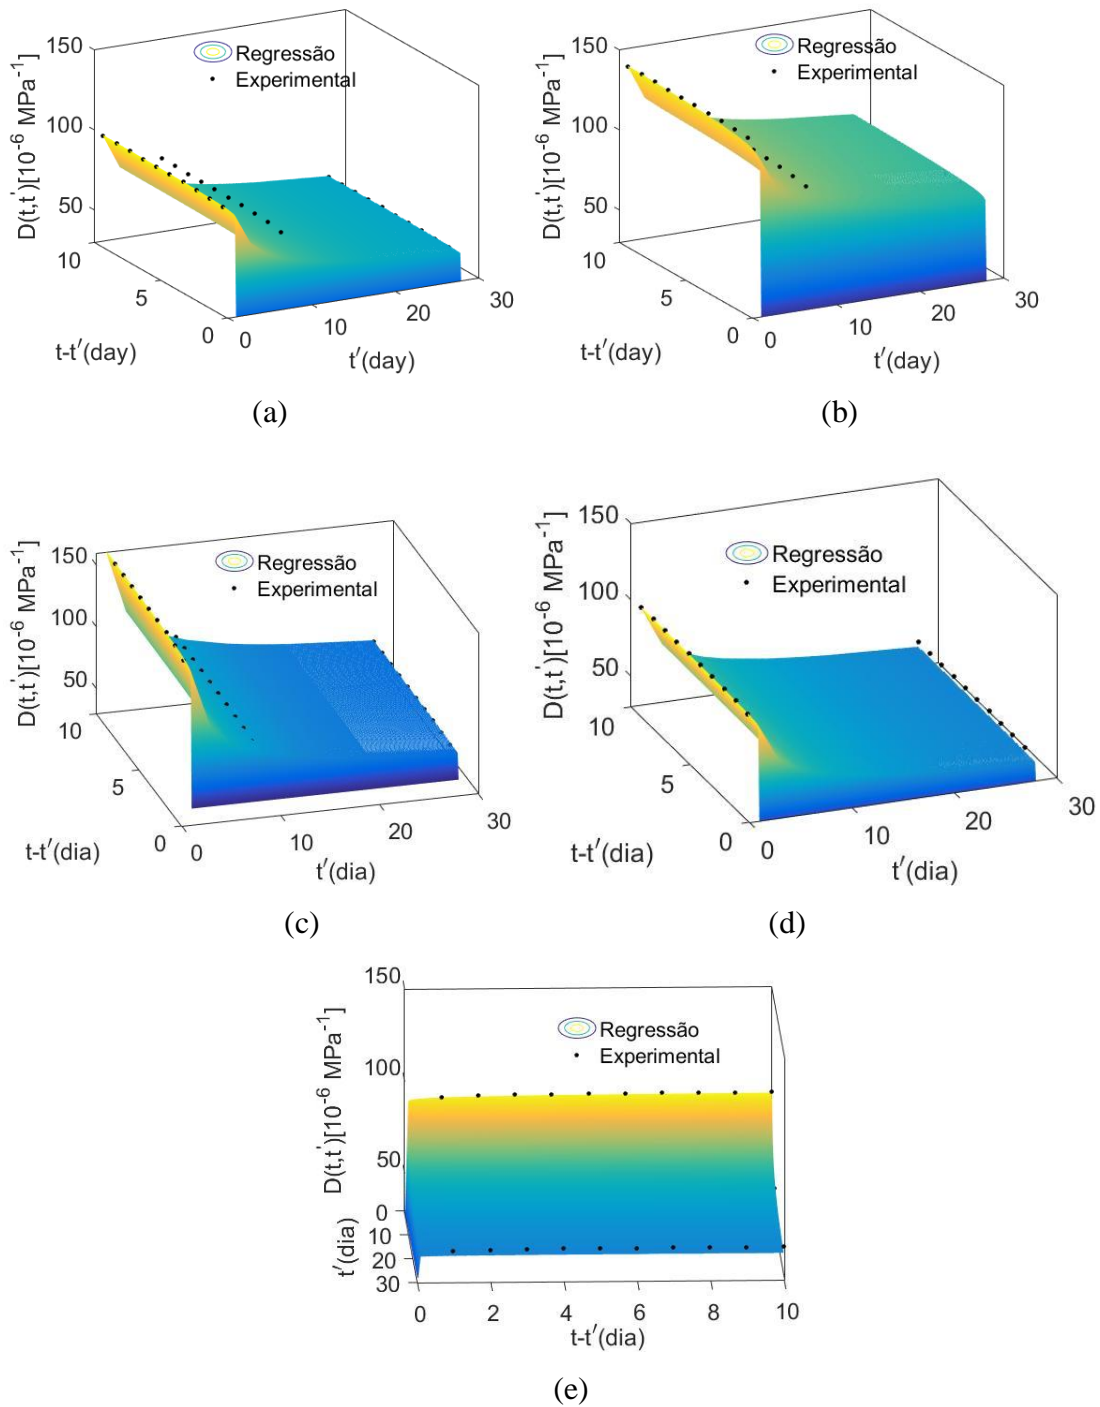 Regressão
Experimental
150
100
50
D(t,t')[10^-6 MPa^-1]
10
5
0
t-t′(day)
0
10
20
30
t′(day)
(a)
Regressão
Experimental
150
100
50
D(t,t')[10^-6 MPa^-1]
10
5
0
t-t′(day)
0
10
20
30
t′(day)
(b)
Regressão
Experimental
150
100
50
D(t,t')[10^-6 MPa^-1]
10
5
0
t-t′(dia)
0
10
20
30
t′(dia)
(c)
Regressão
Experimental
150
100
50
D(t,t')[10^-6 MPa^-1]
10
5
0
t-t′(dia)
0
10
20
30
t′(dia)
(d)
Regressão
Experimental
150
100
50
D(t,t')[10^-6 MPa^-1]
0
10
20
30
t′(dia)
0 2 4 6 8 10
t-t′(dia)
(e)